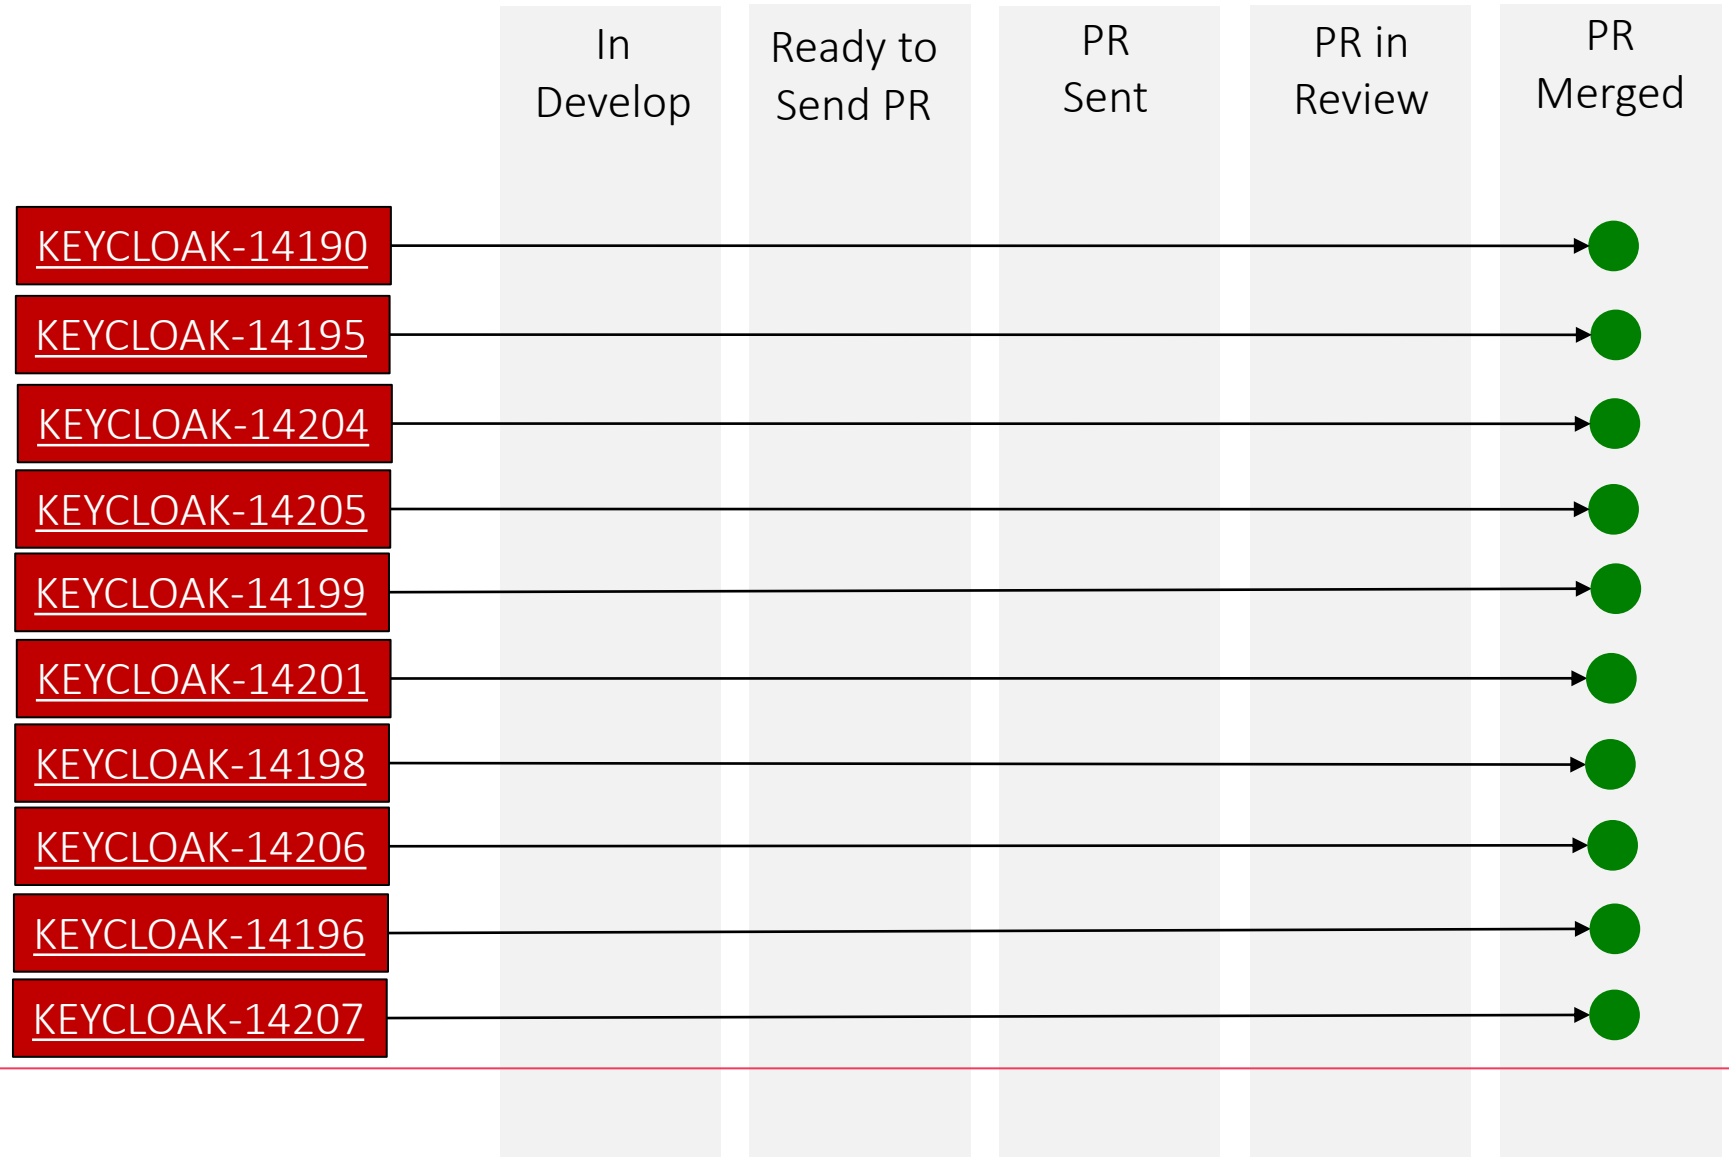 In
Develop
Ready to
Send PR
PR
Sent
PR in
Review
PR
Merged
KEYCLOAK-14190
KEYCLOAK-14195
KEYCLOAK-14204
KEYCLOAK-14205
KEYCLOAK-14199
KEYCLOAK-14201
KEYCLOAK-14198
KEYCLOAK-14206
KEYCLOAK-14196
KEYCLOAK-14207